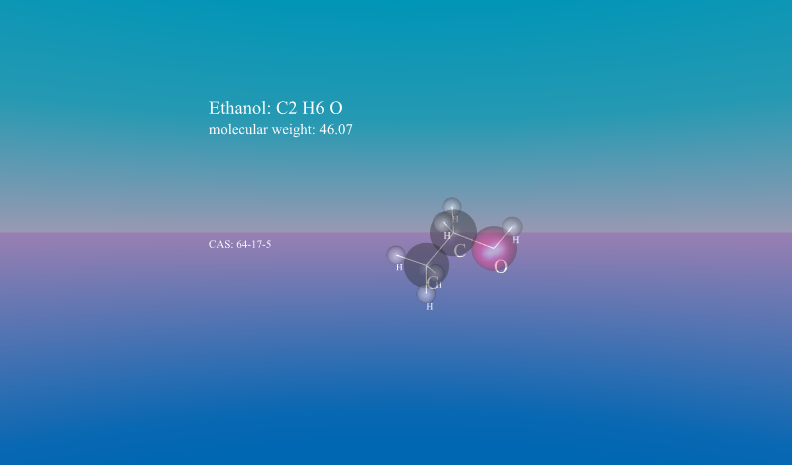 Ethanol: C2 H6 O
molecular weight: 46.07
H
H
H
CAS: 64-17-5
C
O
H
C
H
H